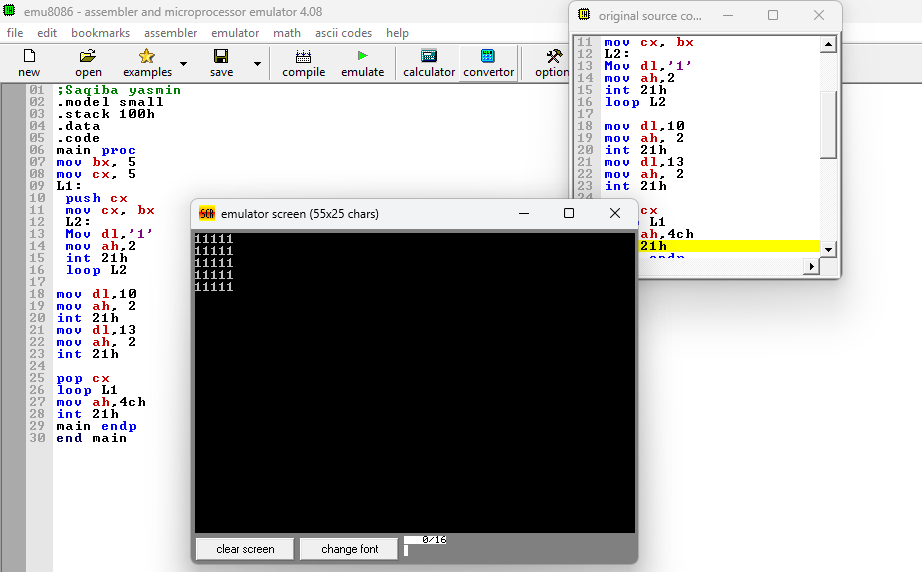 emu8086 - assembler and microprocessor emulator 4.08
file edit bookmarks assembler emulator math ascii codes help
new open examples save compile emulate calculator convertor option
01 ;Saqiba yasmin
02 .model small
03 .stack 100h
04 .data
05 .code
06 main proc
07 mov bx, 5
08 mov cx, 5
09 L1:
10 push cx
11 mov cx, bx
12 L2:
13 Mov dl,'1'
14 mov ah,2
15 int 21h
16 loop L2
17
18 mov dl,10
19 mov ah, 2
20 int 21h
21 mov dl,13
22 mov ah, 2
23 int 21h
24
25 pop cx
26 loop L1
27 mov ah,4ch
28 int 21h
29 main endp
30 end main
original source co...
11 mov cx, bx
12 L2:
13 Mov dl,'1'
14 mov ah,2
15 int 21h
16 loop L2
17
18 mov dl,10
19 mov ah, 2
20 int 21h
21 mov dl,13
22 mov ah, 2
23 int 21h
24
cx
L1
ah,4ch
21h
endp
SCR emulator screen (55x25 chars)
11111
11111
11111
11111
11111
clear screen change font 0/16